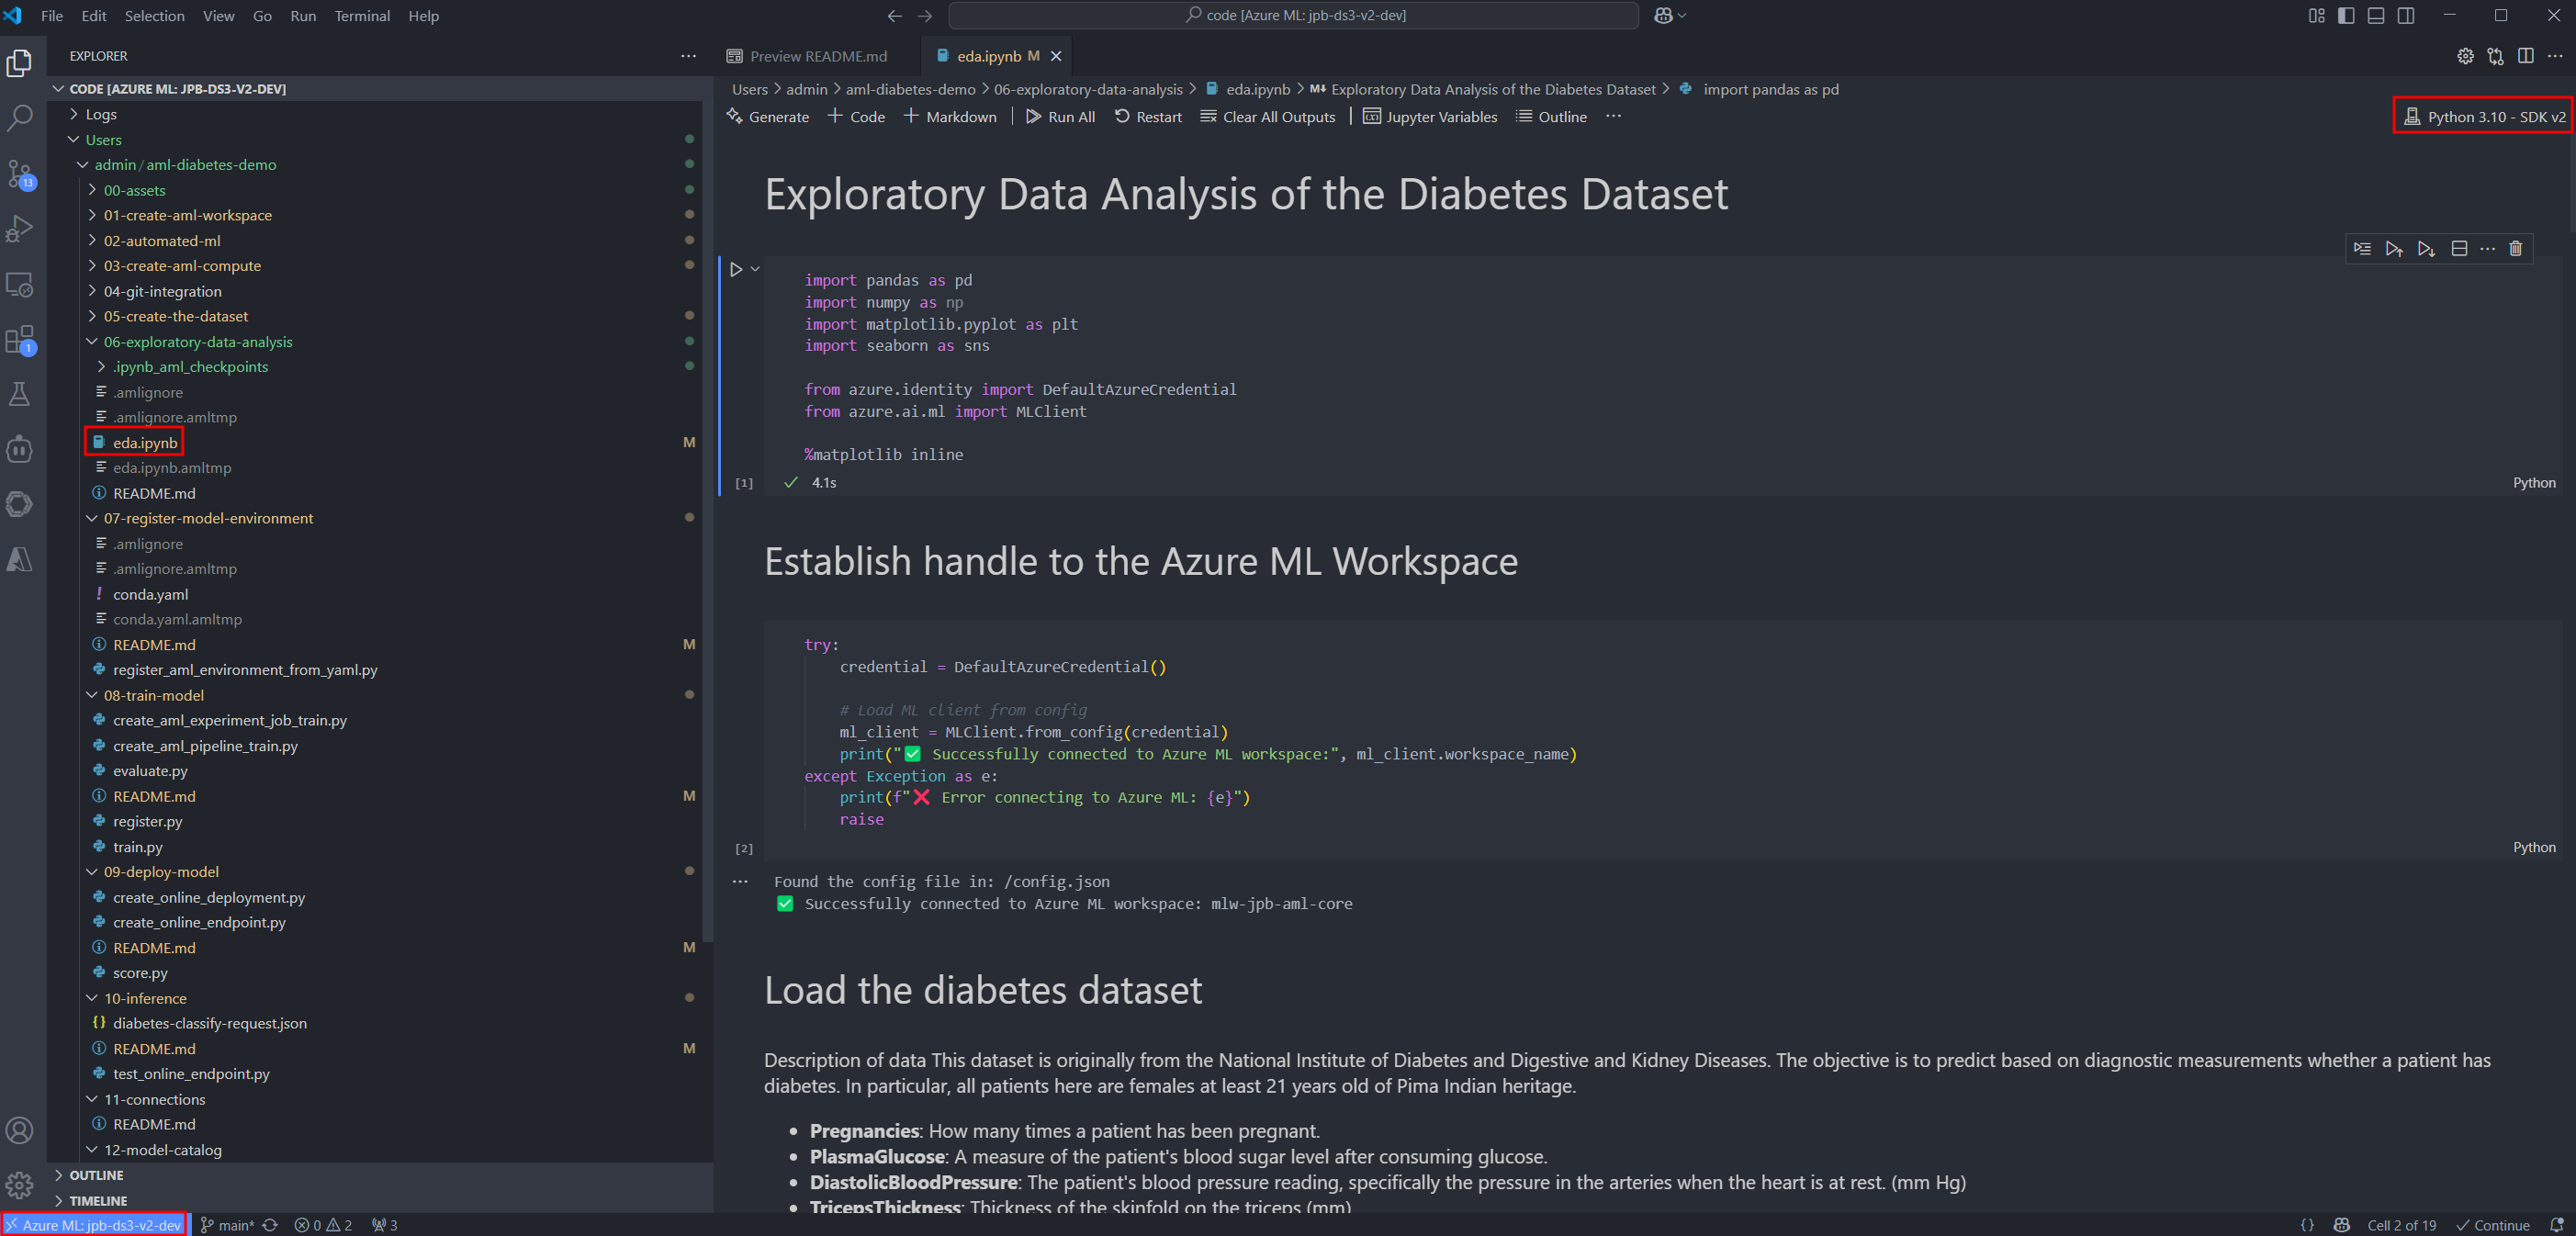 File Edit Selection View Go Run Terminal Help
code [Azure ML: jpb-ds3-v2-dev]
EXPLORER
CODE [AZURE ML: JPB-DS3-V2-DEV]
Logs
Users
admin / aml-diabetes-demo
00-assets
01-create-aml-workspace
02-automated-ml
03-create-aml-compute
04-git-integration
05-create-the-dataset
06-exploratory-data-analysis
.ipynb_aml_checkpoints
.amlignore
.amlignore.amltmp
eda.ipynb M
eda.ipynb.amltmp
README.md
07-register-model-environment
.amlignore
.amlignore.amltmp
conda.yaml
conda.yaml.amltmp
README.md M
register_aml_environment_from_yaml.py
08-train-model
create_aml_experiment_job_train.py
create_aml_pipeline_train.py
evaluate.py
README.md M
register.py
train.py
09-deploy-model
create_online_deployment.py
create_online_endpoint.py
README.md M
score.py
10-inference
diabetes-classify-request.json
README.md M
test_online_endpoint.py
11-connections
README.md
12-model-catalog
OUTLINE
TIMELINE
13
1
Preview README.md
eda.ipynb M
Users > admin > aml-diabetes-demo > 06-exploratory-data-analysis > eda.ipynb > M↓ Exploratory Data Analysis of the Diabetes Dataset > import pandas as pd
Generate + Code + Markdown | Run All Restart Clear All Outputs | Jupyter Variables Outline ···
Python 3.10 - SDK v2
Exploratory Data Analysis of the Diabetes Dataset
import pandas as pd
import numpy as np
import matplotlib.pyplot as plt
import seaborn as sns
from azure.identity import DefaultAzureCredential
from azure.ai.ml import MLClient
%matplotlib inline
[1] ✓ 4.1s
Python
Establish handle to the Azure ML Workspace
try:
credential = DefaultAzureCredential()
# Load ML client from config
ml_client = MLClient.from_config(credential)
print("✅ Successfully connected to Azure ML workspace:", ml_client.workspace_name)
except Exception as e:
print(f"❌ Error connecting to Azure ML: {e}")
raise
[2]
Python
Found the config file in: /config.json
✅ Successfully connected to Azure ML workspace: mlw-jpb-aml-core
Load the diabetes dataset
Description of data This dataset is originally from the National Institute of Diabetes and Digestive and Kidney Diseases. The objective is to predict based on diagnostic measurements whether a patient has
diabetes. In particular, all patients here are females at least 21 years old of Pima Indian heritage.
• Pregnancies: How many times a patient has been pregnant.
• PlasmaGlucose: A measure of the patient's blood sugar level after consuming glucose.
• DiastolicBloodPressure: The patient's blood pressure reading, specifically the pressure in the arteries when the heart is at rest. (mm Hg)
• TricepsThickness: Thickness of the skinfold on the triceps (mm)
Azure ML: jpb-ds3-v2-dev main* 0 2 3
{} Cell 2 of 19 ✓ Continue